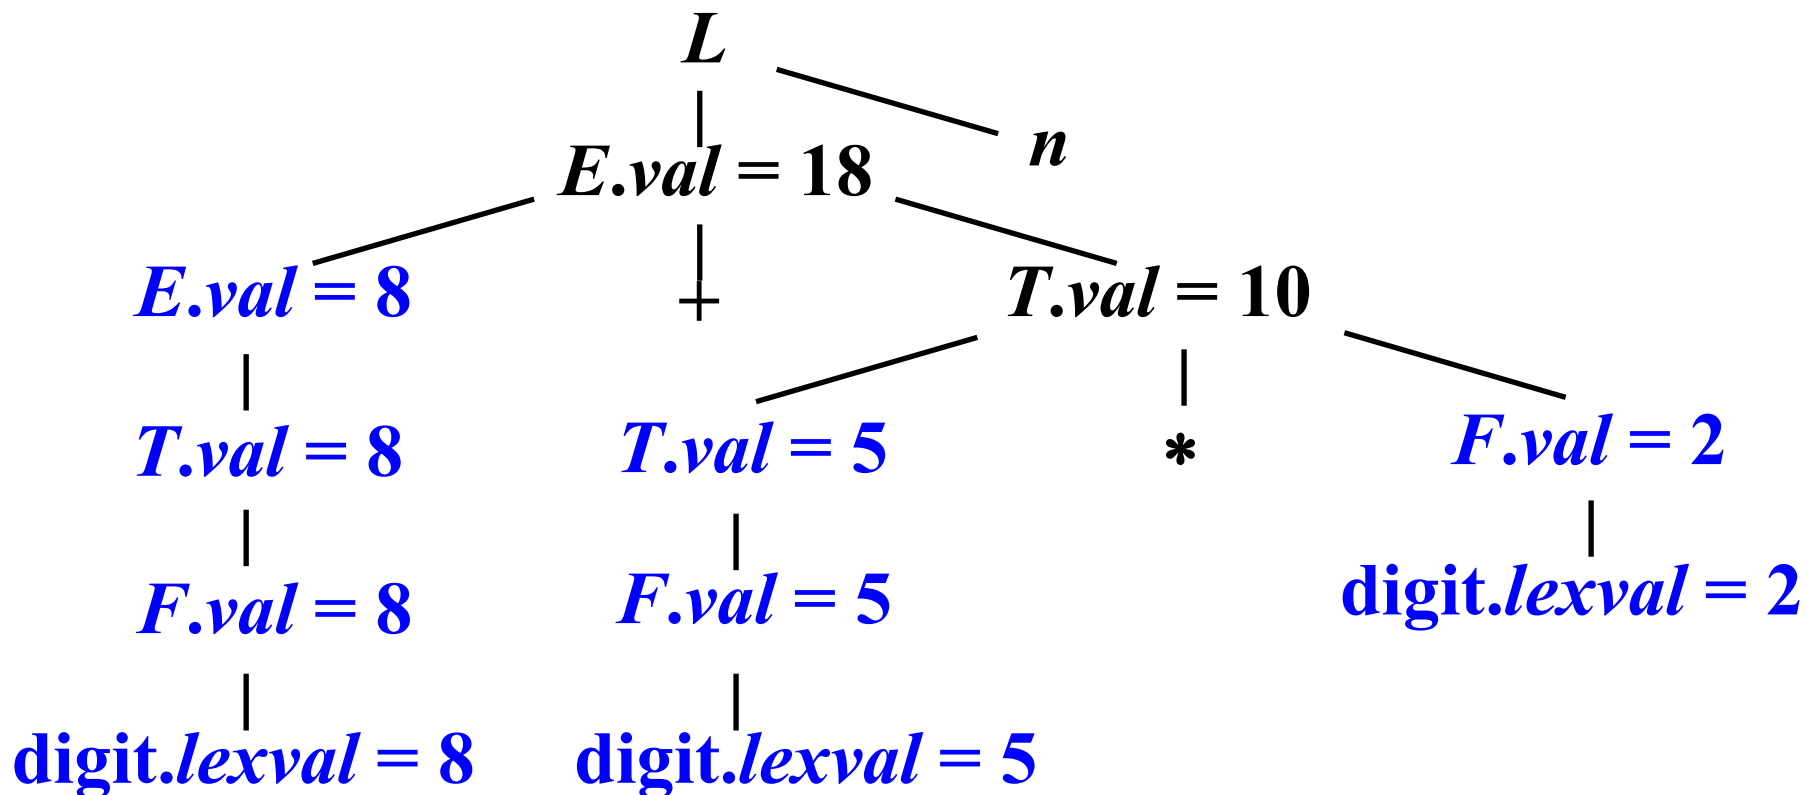 L
n
E.val = 18
E.val = 8 + T.val = 10
T.val = 8 T.val = 5 * F.val = 2
F.val = 8 F.val = 5 digit.lexval = 2
digit.lexval = 8 digit.lexval = 5